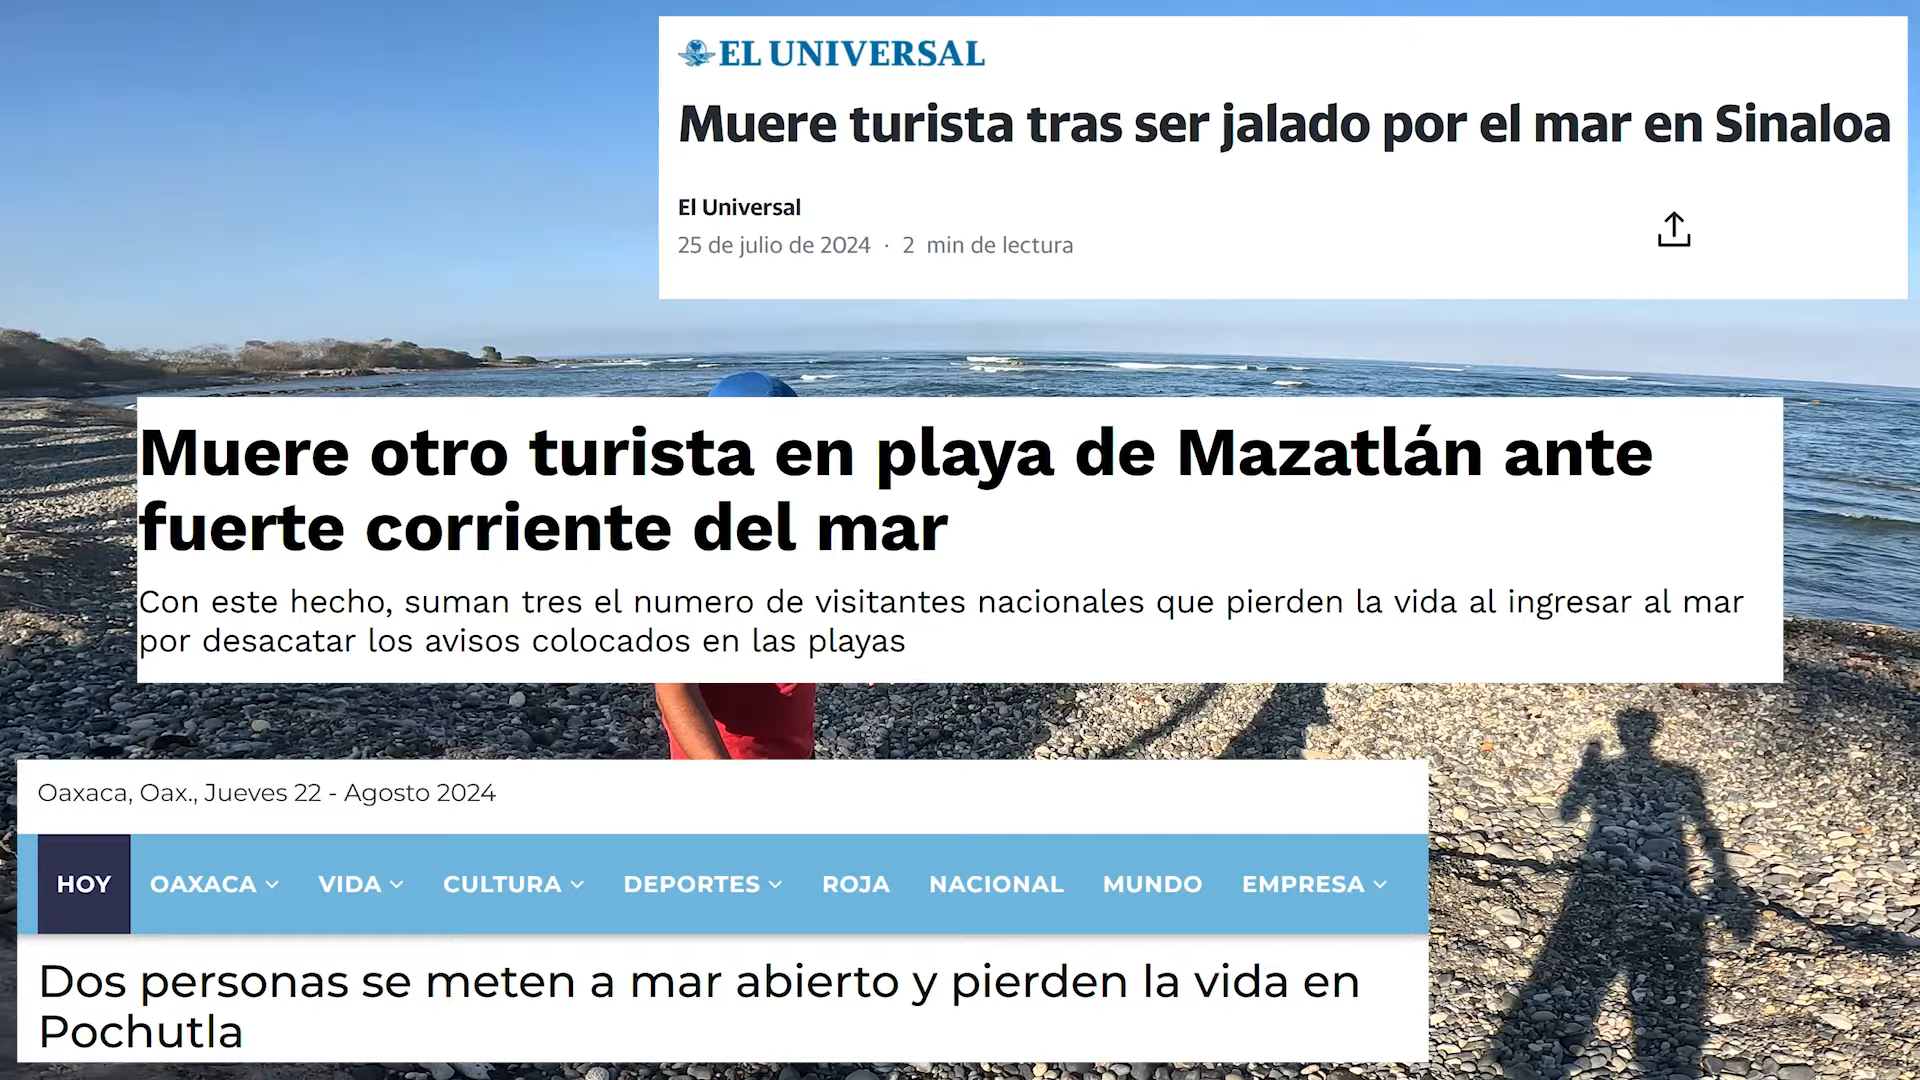 EL UNIVERSAL
Muere turista tras ser jalado por el mar en Sinaloa
El Universal
25 de julio de 2024 · 2 min de lectura
Muere otro turista en playa de Mazatlán ante
fuerte corriente del mar
Con este hecho, suman tres el numero de visitantes nacionales que pierden la vida al ingresar al mar
por desacatar los avisos colocados en las playas
Oaxaca, Oax., Jueves 22 - Agosto 2024
HOY OAXACA VIDA CULTURA DEPORTES ROJA NACIONAL MUNDO EMPRESA
Dos personas se meten a mar abierto y pierden la vida en
Pochutla